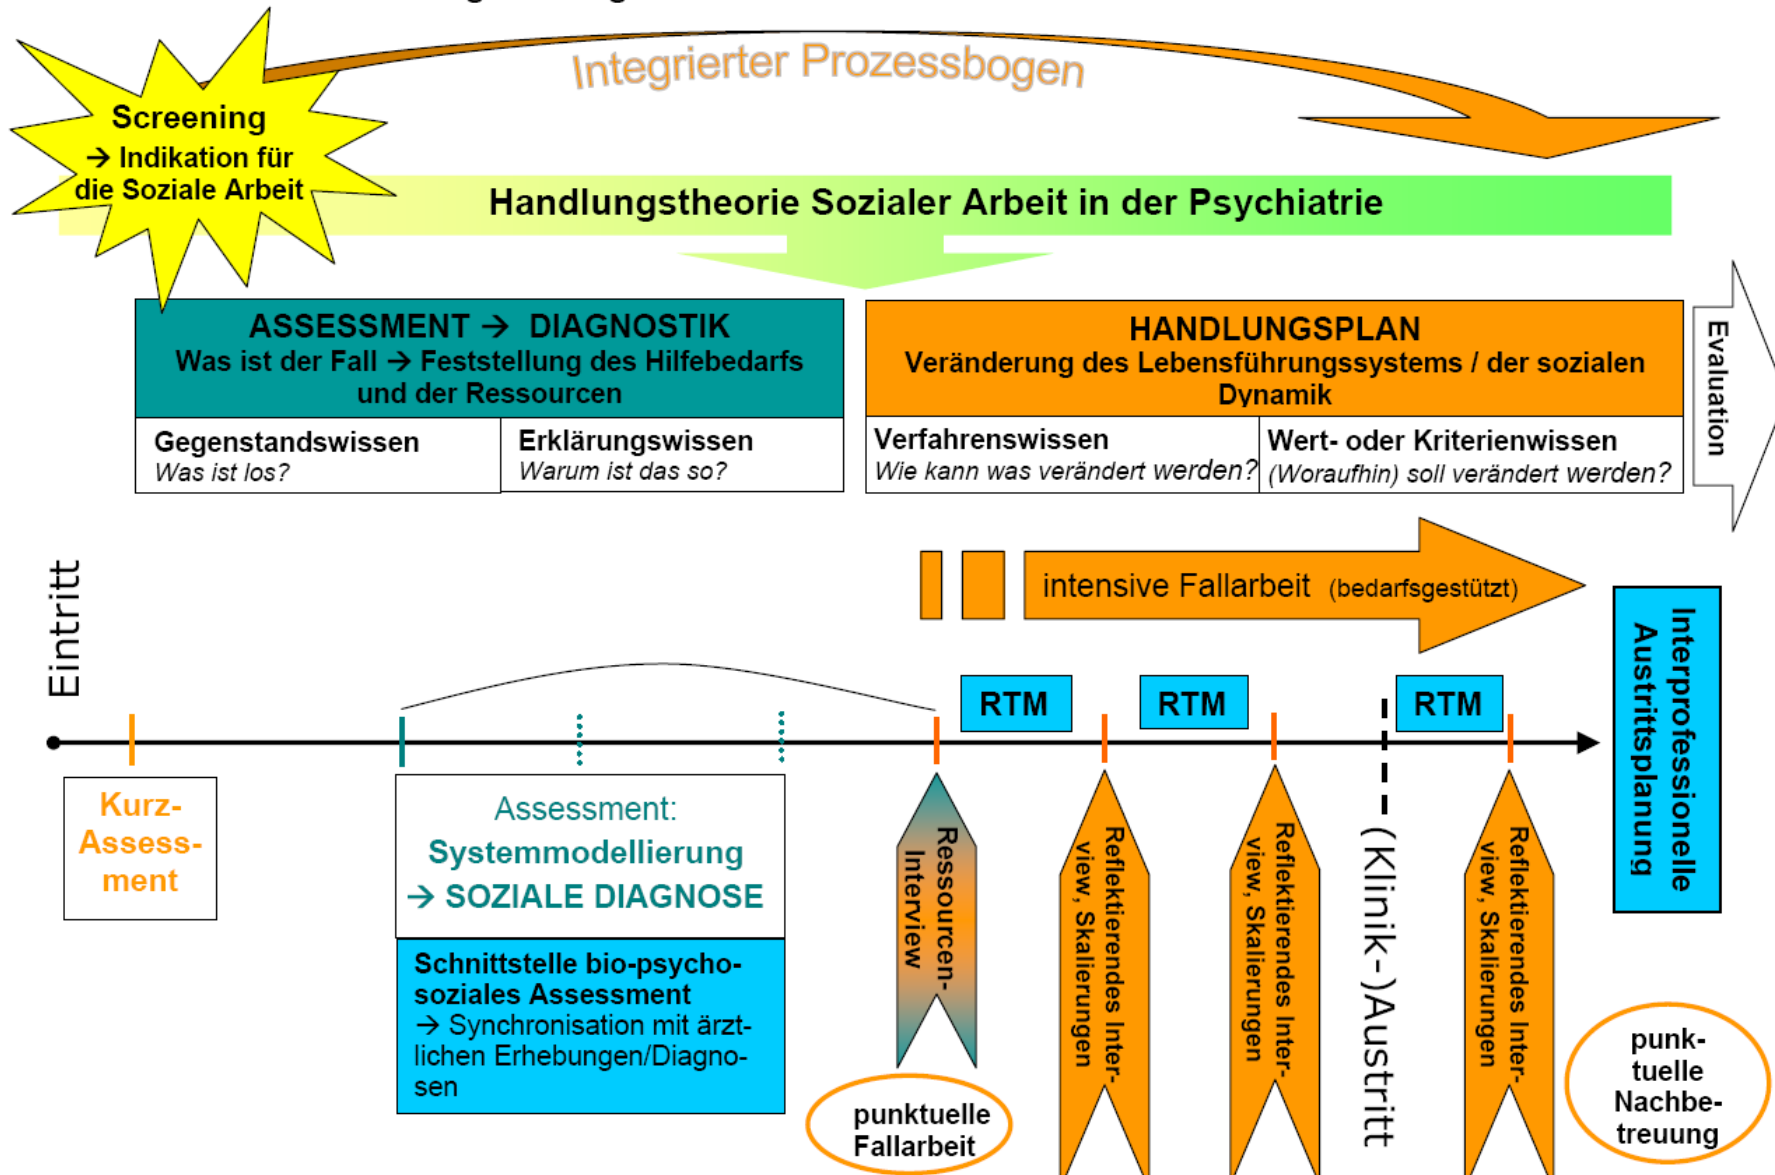 Integrierter Prozessbogen
Screening
→ Indikation für
die Soziale Arbeit
Handlungstheorie Sozialer Arbeit in der Psychiatrie
ASSESSMENT → DIAGNOSTIK
Was ist der Fall → Feststellung des Hilfebedarfs
und der Ressourcen
Gegenstandswissen
Was ist los?
Erklärungswissen
Warum ist das so?
HANDLUNGSPLAN
Veränderung des Lebensführungssystems / der sozialen
Dynamik
Verfahrenswissen
Wie kann was verändert werden?
Wert- oder Kriterienwissen
(Woraufhin) soll verändert werden?
Evaluation
Eintritt
intensive Fallarbeit (bedarfsgestützt)
RTM
RTM
RTM
Interprofessionelle
Austrittsplanung
Kurz-
Assess-
ment
Assessment:
Systemmodellierung
→ SOZIALE DIAGNOSE
Schnittstelle bio-psycho-
soziales Assessment
→ Synchronisation mit ärzt-
lichen Erhebungen/Diagno-
sen
Ressourcen-
Interview
punktuelle
Fallarbeit
Reflektierendes Inter-
view, Skalierungen
Reflektierendes Inter-
view, Skalierungen
(Klinik-)Austritt
Reflektierendes Inter-
view, Skalierungen
punk-
tuelle
Nachbe-
treuung